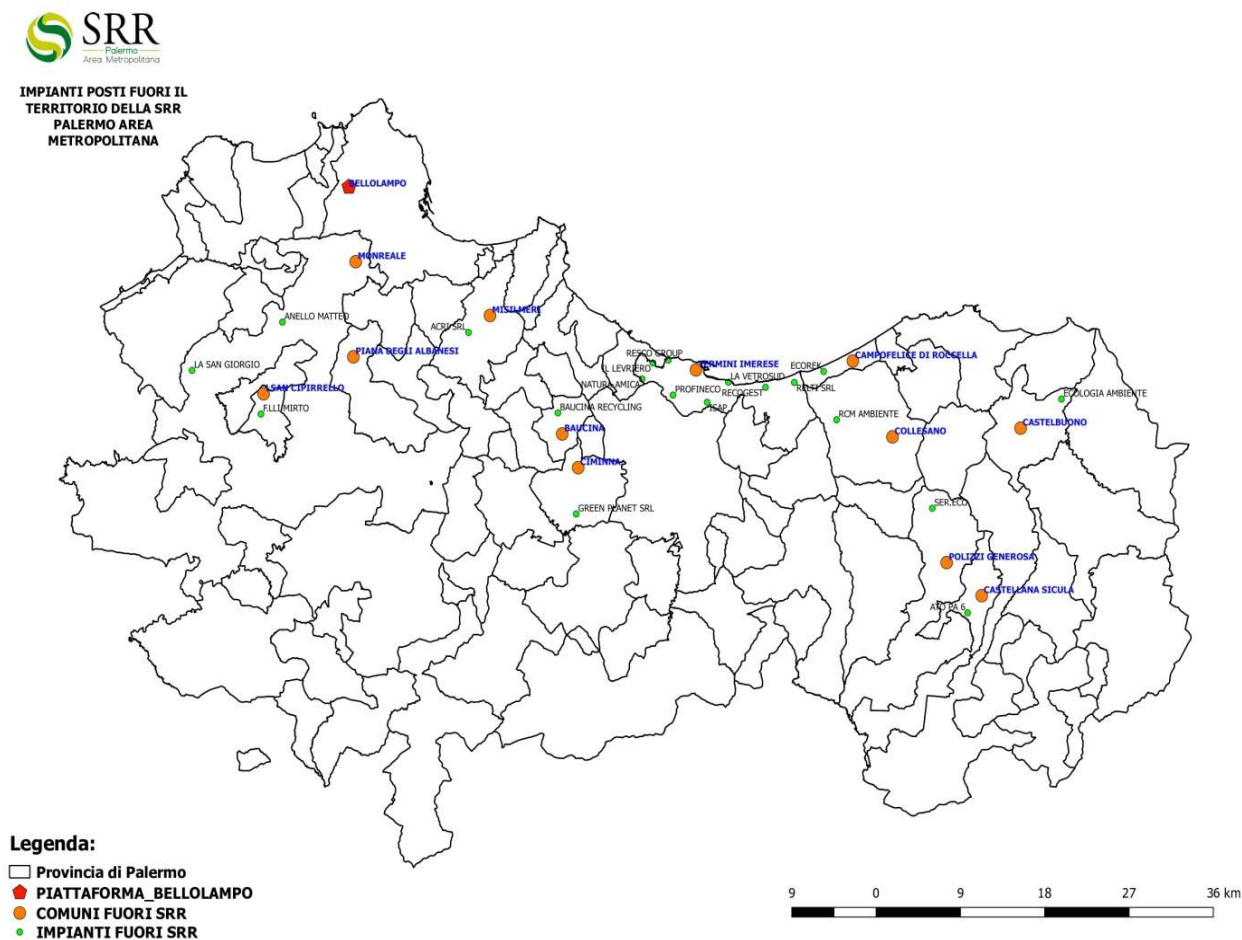 SRR
Palermo
Area Metropolitana
IMPIANTI POSTI FUORI IL
TERRITORIO DELLA SRR
PALERMO AREA
METROPOLITANA
BELLOLAMPO
MONREALE
MISILMERI
ANELLO MATTEO
ACRI SRL
PIANA DEGLI ALBANESI
LA SAN GIORGIO
SAN CIPIRRELLO
F.LLI MIRTO
RESCO GROUP
IL LEVRIERO
TERMINI IMERESE
NATURA AMICA
PROFINECO
LA VETROSUD
RECOGEST
ISAP
ECOREK
CAMPOFELICE DI ROCCELLA
RCM AMBIENTE
ECOLOGIA AMBIENTE
BAUCINA RECYCLING
BAUCINA
COLLESANO
CASTELBUONO
CIMINNA
GREEN PLANET SRL
SER.ECO
POLIZZI GENEROSA
CASTELLANA SICULA
ATO PA 6
Legenda:
Provincia di Palermo
PIATTAFORMA_BELLOLAMPO
COMUNI FUORI SRR
IMPIANTI FUORI SRR
9 0 9 18 27 36 km